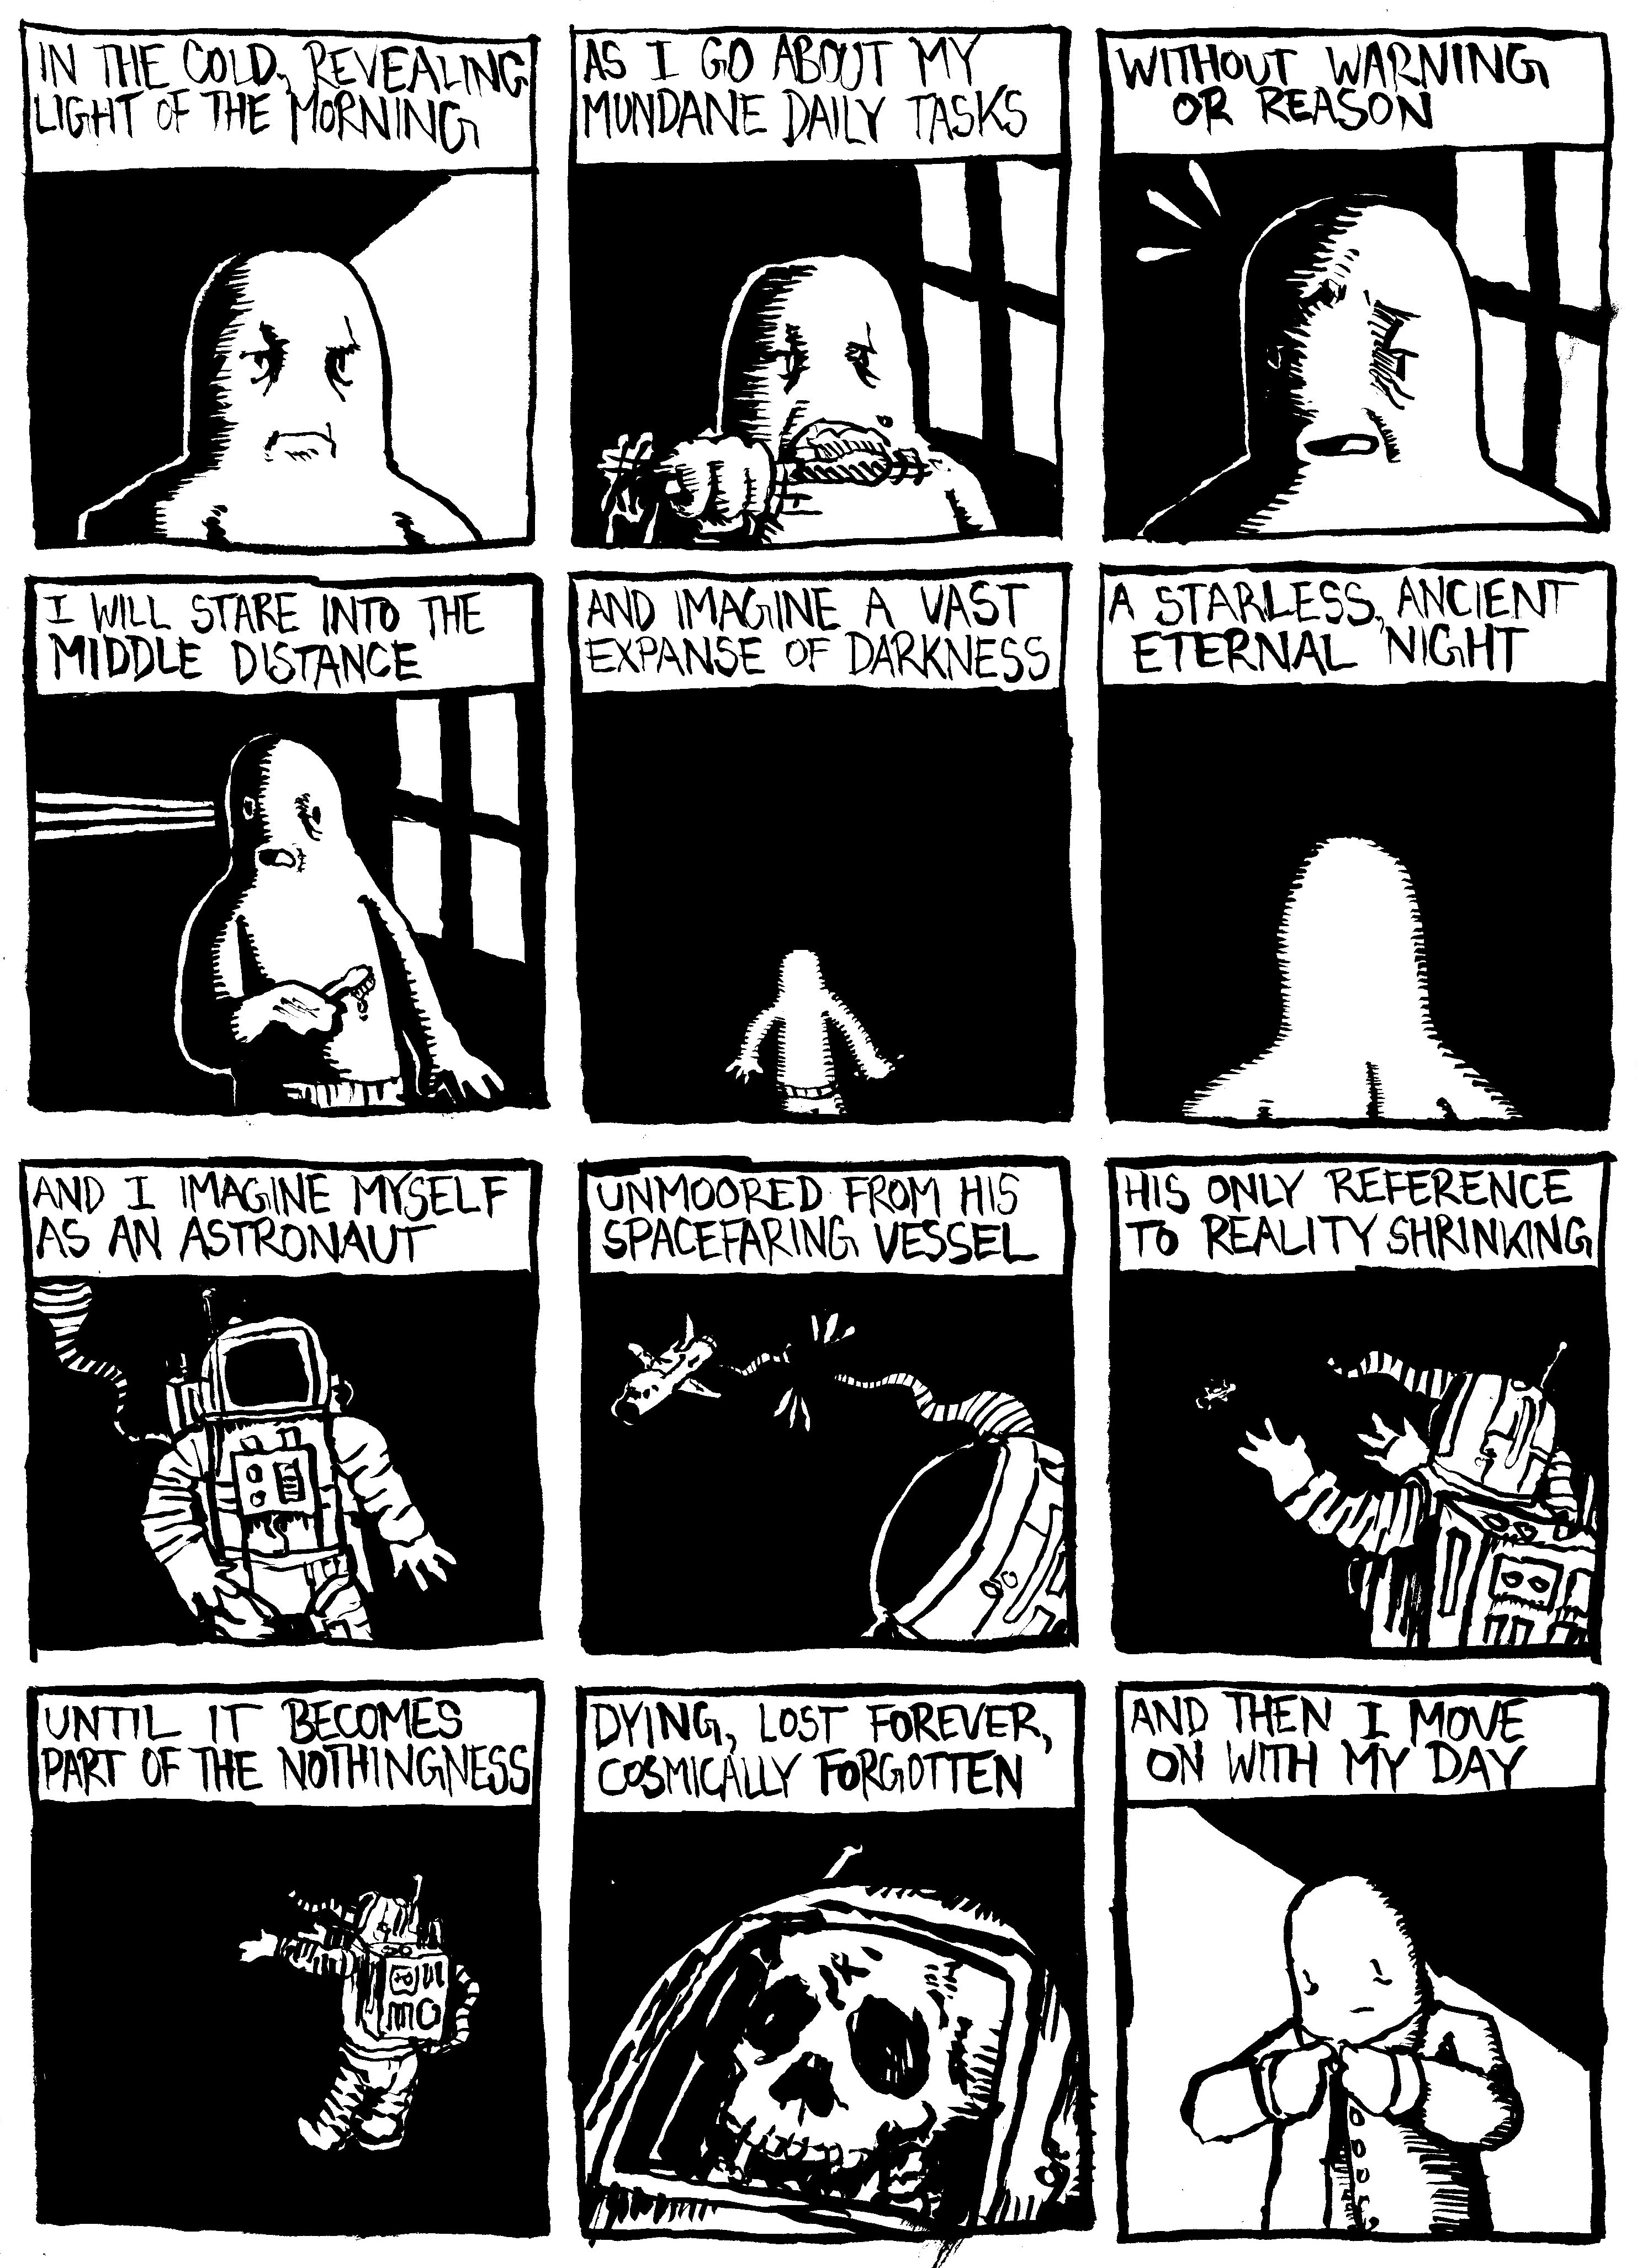 IN THE COLD, REVEALING
LIGHT OF THE MORNING
AS I GO ABOUT MY
MUNDANE DAILY TASKS
WITHOUT WARNING
OR REASON
I WILL STARE INTO THE
MIDDLE DISTANCE
AND IMAGINE A VAST
EXPANSE OF DARKNESS
A STARLESS, ANCIENT
ETERNAL NIGHT
AND I IMAGINE MYSELF
AS AN ASTRONAUT
UNMOORED FROM HIS
SPACEFARING VESSEL
HIS ONLY REFERENCE
TO REALITY SHRINKING
UNTIL IT BECOMES
PART OF THE NOTHINGNESS
DYING, LOST FOREVER,
COSMICALLY FORGOTTEN
AND THEN I MOVE
ON WITH MY DAY